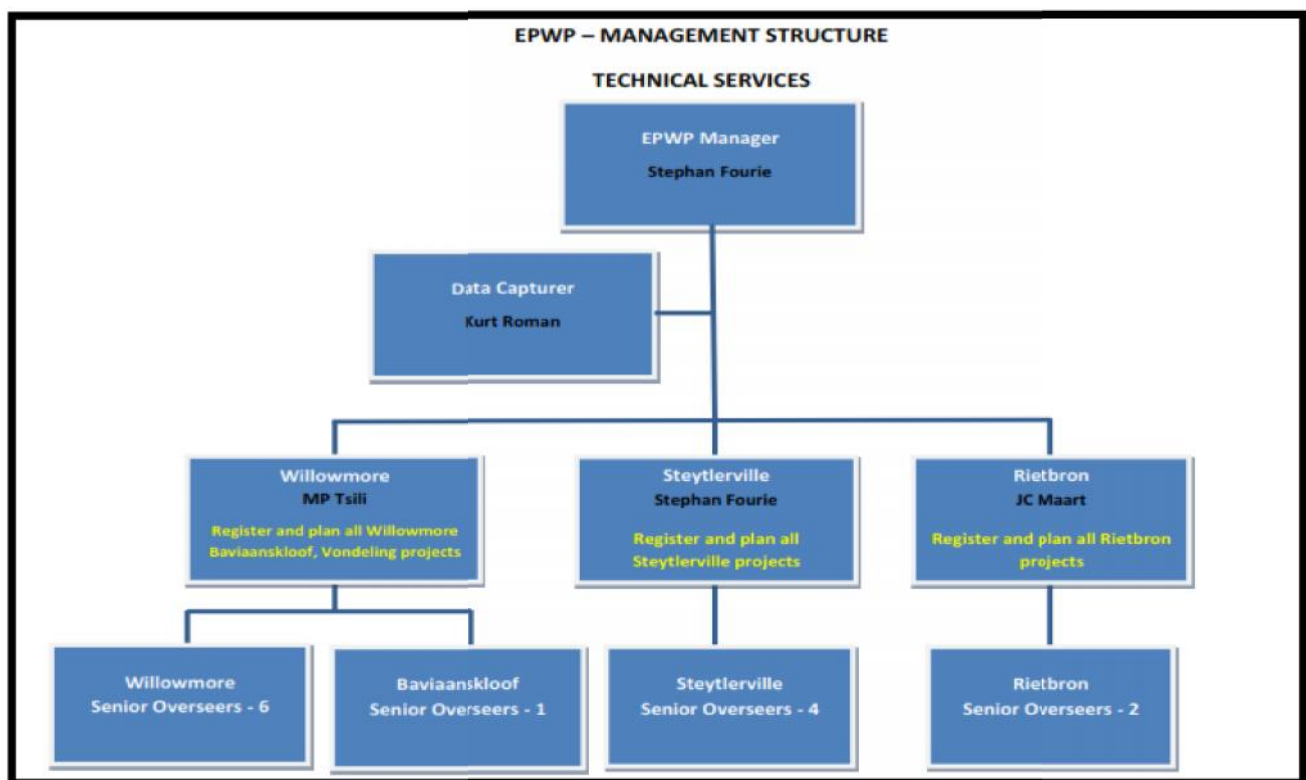 EPWP – MANAGEMENT STRUCTURE
TECHNICAL SERVICES
EPWP Manager
Stephan Fourie
Data Capturer
Kurt Roman
Willowmore
MP Tsili
Register and plan all Willowmore
Baviaanskloof, Vondeling projects
Steytlerville
Stephan Fourie
Register and plan all
Steytlerville projects
Rietbron
JC Maart
Register and plan all Rietbron
projects
Willowmore
Senior Overseers - 6
Baviaanskloof
Senior Overseers - 1
Steytlerville
Senior Overseers - 4
Rietbron
Senior Overseers - 2